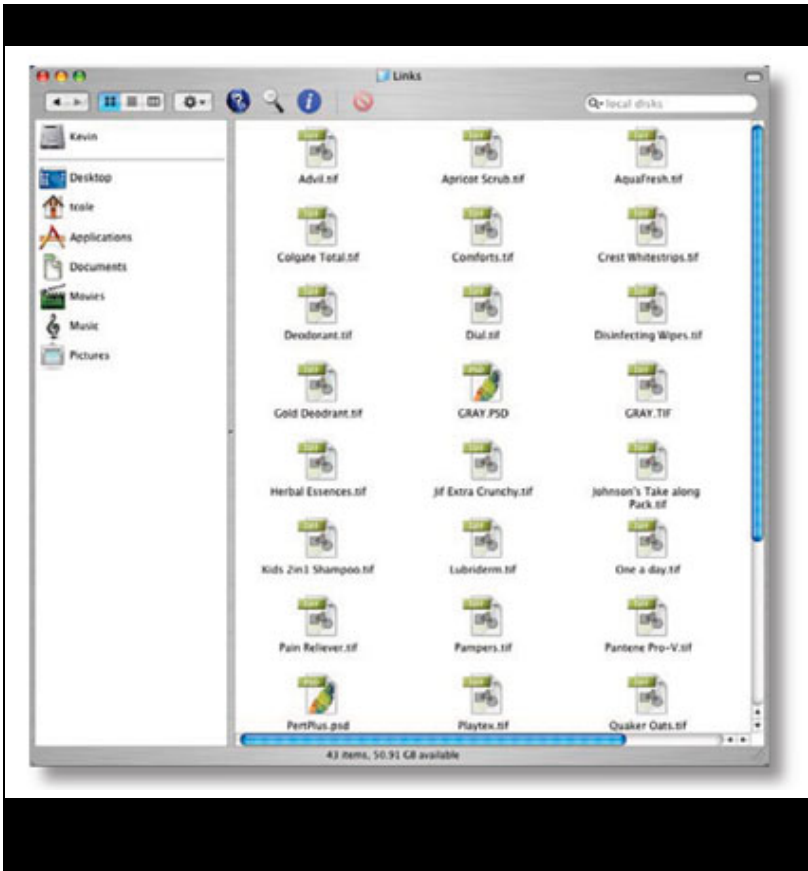 Links
local disks
Kevin
Desktop
tcole
Applications
Documents
Movies
Music
Pictures
Advil.tif
Apricot Scrub.tif
AquaFresh.tif
Colgate Total.tif
Comforts.tif
Crest Whitestrips.tif
Deodorant.tif
Dial.tif
Disinfecting Wipes.tif
Gold Deodrant.tif
GRAY.PSD
GRAY.TIF
Herbal Essences.tif
Jif Extra Crunchy.tif
Johnson's Take along
Pack.tif
Kids 2in1 Shampoo.tif
Lubriderm.tif
One a day.tif
Pain Reliever.tif
Pampers.tif
Pantene Pro-V.tif
PertPlus.psd
Playtex.tif
Quaker Oats.tif
43 items, 50.91 GB available